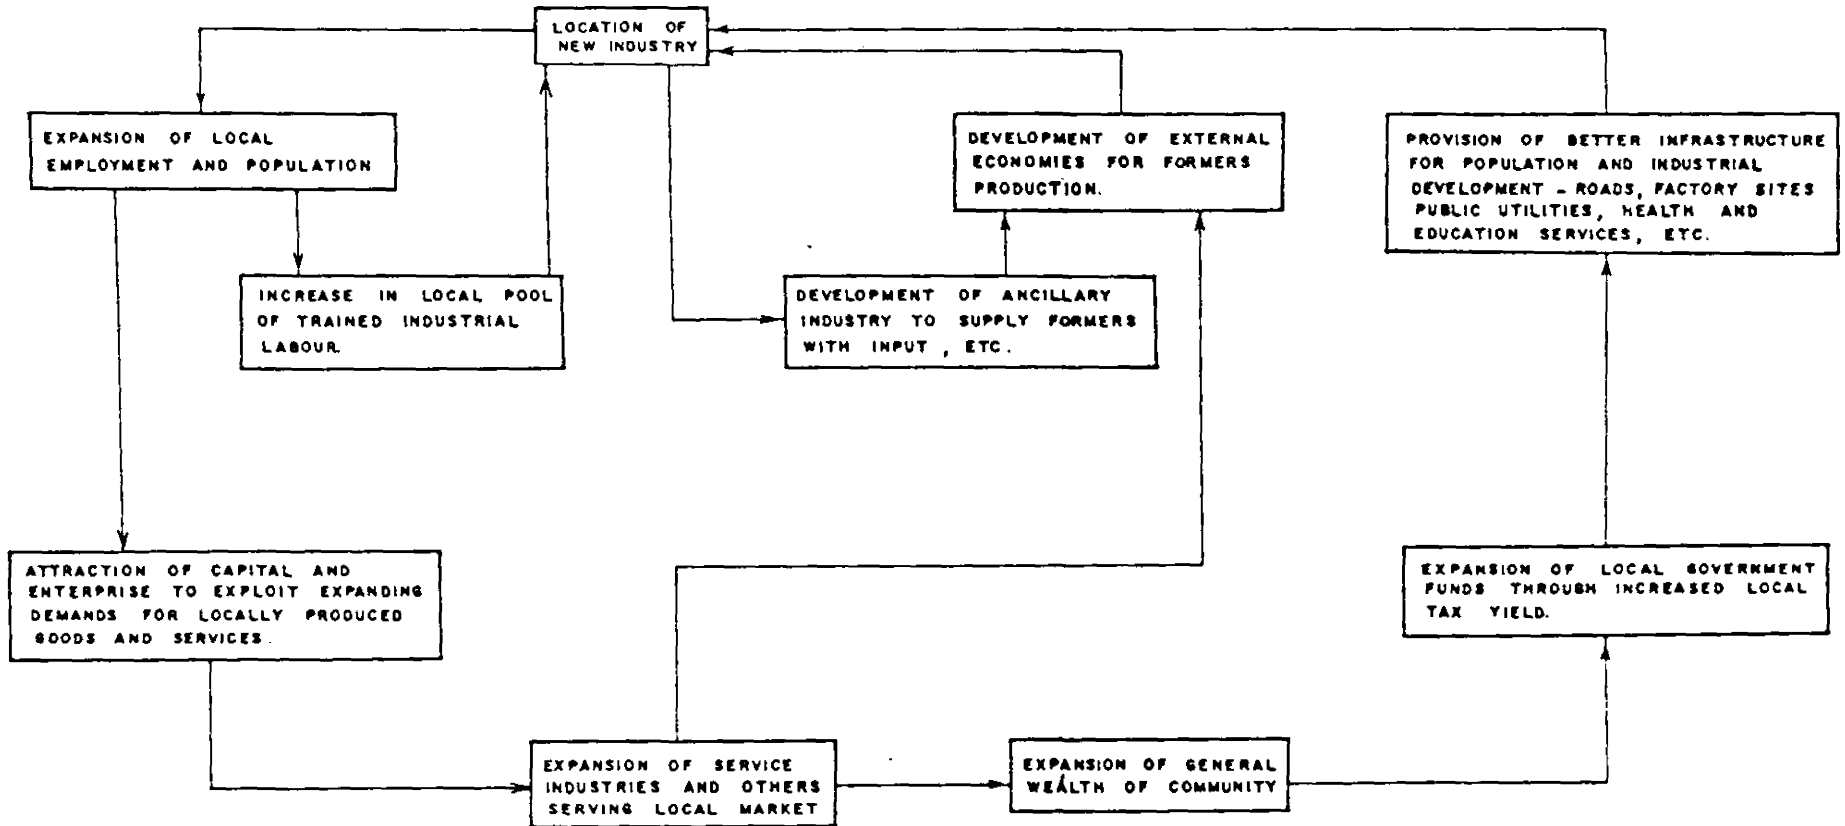 LOCATION OF
NEW INDUSTRY
EXPANSION OF LOCAL
EMPLOYMENT AND POPULATION
DEVELOPMENT OF EXTERNAL
ECONOMIES FOR FORMERS
PRODUCTION.
PROVISION OF BETTER INFRASTRUCTURE
FOR POPULATION AND INDUSTRIAL
DEVELOPMENT - ROADS, FACTORY SITES
PUBLIC UTILITIES, HEALTH AND
EDUCATION SERVICES, ETC.
INCREASE IN LOCAL POOL
OF TRAINED INDUSTRIAL
LABOUR.
DEVELOPMENT OF ANCILLARY
INDUSTRY TO SUPPLY FORMERS
WITH INPUT, ETC.
ATTRACTION OF CAPITAL AND
ENTERPRISE TO EXPLOIT EXPANDING
DEMANDS FOR LOCALLY PRODUCED
GOODS AND SERVICES.
EXPANSION OF LOCAL GOVERNMENT
FUNDS THROUGH INCREASED LOCAL
TAX YIELD.
EXPANSION OF SERVICE
INDUSTRIES AND OTHERS
SERVING LOCAL MARKET
EXPANSION OF GENERAL
WEALTH OF COMMUNITY